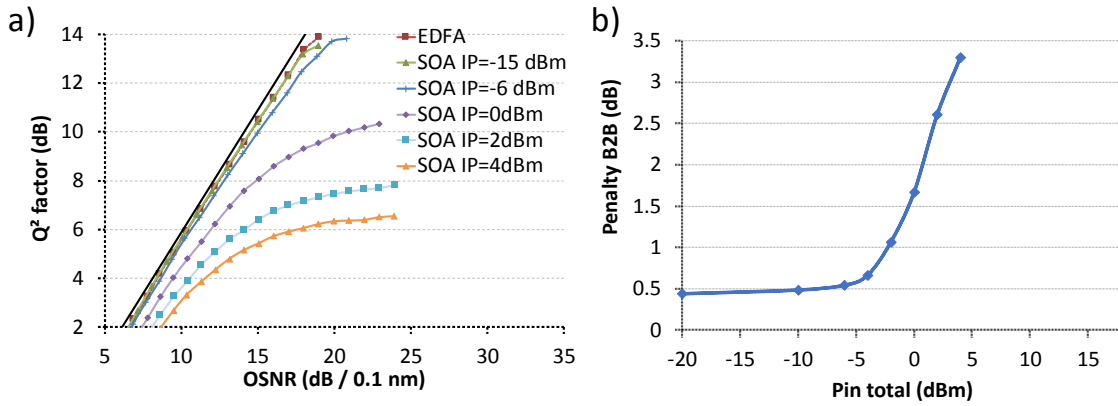 a)
Q² factor (dB)
14
12
10
8
6
4
2
5
10
15
20
25
30
35
OSNR (dB / 0.1 nm)
EDFA
SOA IP=-15 dBm
SOA IP=-6 dBm
SOA IP=0dBm
SOA IP=2dBm
SOA IP=4dBm
b)
Penalty B2B (dB)
3.5
3
2.5
2
1.5
1
0.5
0
-20
-15
-10
-5
0
5
10
15
Pin total (dBm)